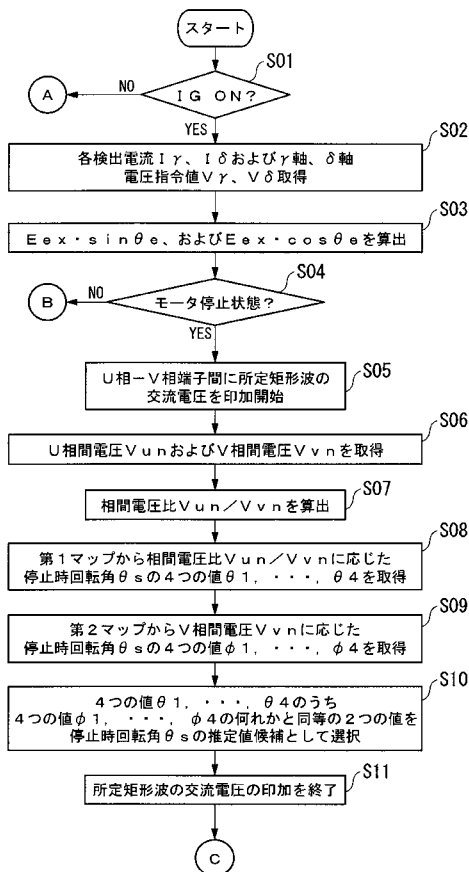 スタート
S01
IG ON?
NO
A
YES
S02
各検出電流Iγ、Iδおよびγ軸、δ軸
電圧指令値Vγ、Vδ取得
S03
Eex・sinθe、およびEex・cosθeを算出
S04
モータ停止状態?
NO
B
YES
S05
U相-V相端子間に所定矩形波の
交流電圧を印加開始
S06
U相間電圧VunおよびV相間電圧Vvnを取得
S07
相間電圧比Vun/Vvnを算出
S08
第1マップから相間電圧比Vun/Vvnに応じた
停止時回転角θsの4つの値θ1,・・・,θ4を取得
S09
第2マップからV相間電圧Vvnに応じた
停止時回転角θsの4つの値φ1,・・・,φ4を取得
S10
4つの値θ1,・・・,θ4のうち
4つの値φ1,・・・,φ4の何れかと同等の2つの値を
停止時回転角θsの推定値候補として選択
S11
所定矩形波の交流電圧の印加を終了
C